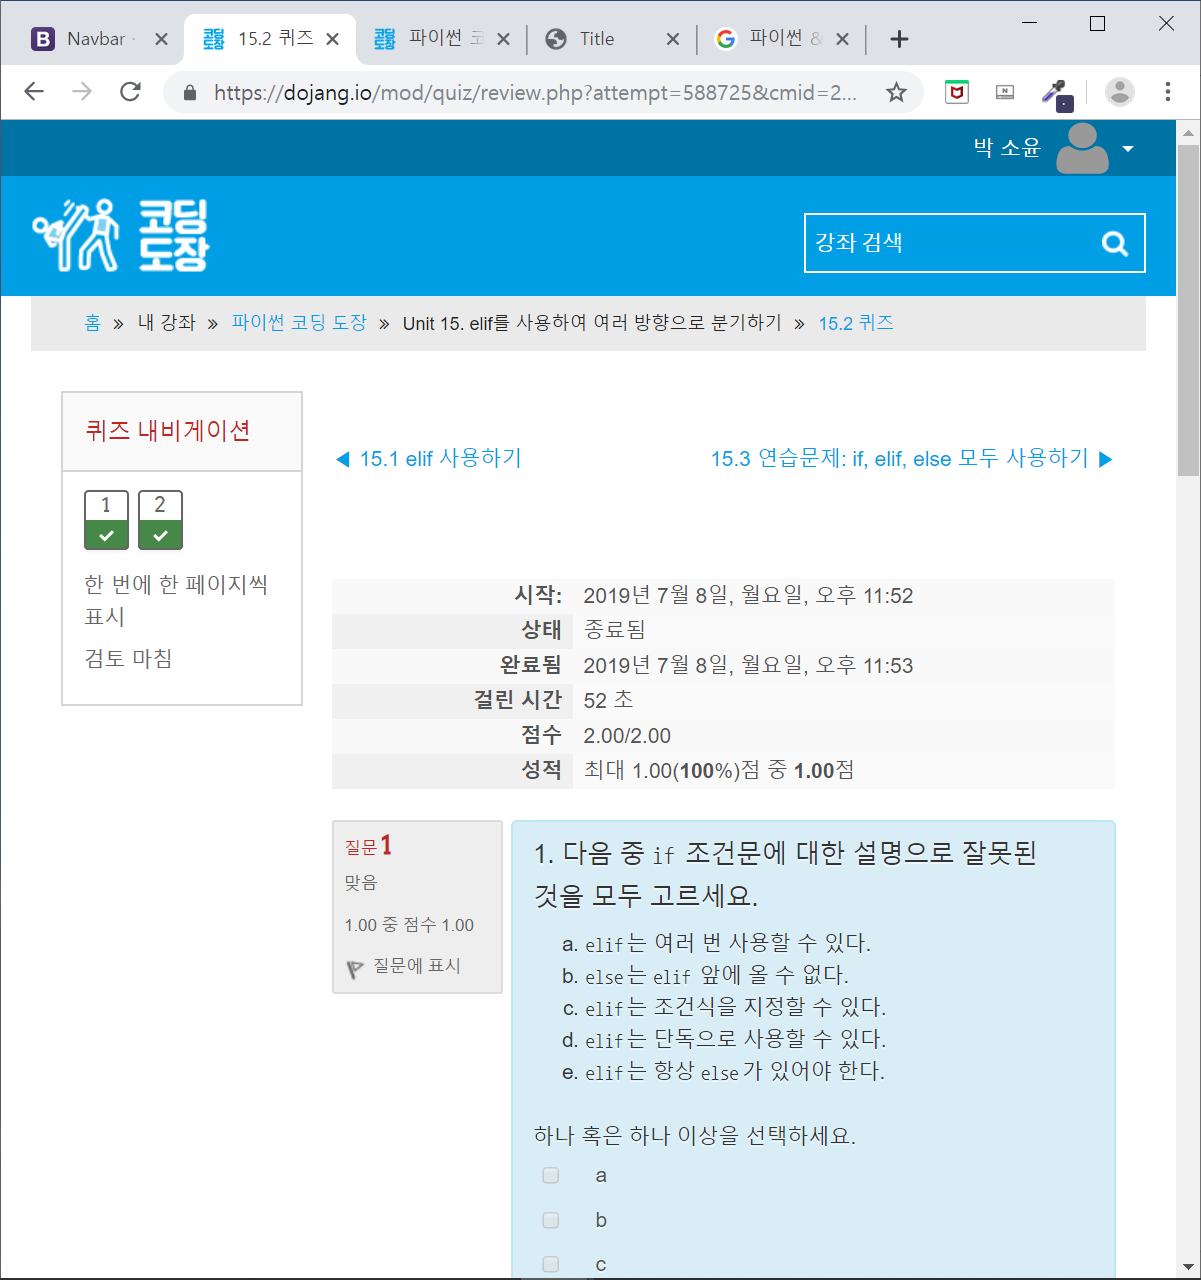 Navbar ·
15.2 퀴즈
파이썬 코
Title
파이썬 &
https://dojang.io/mod/quiz/review.php?attempt=588725&cmid=2...
박 소윤
코딩
도장
강좌 검색
홈 » 내 강좌 » 파이썬 코딩 도장 » Unit 15. elif를 사용하여 여러 방향으로 분기하기 » 15.2 퀴즈
퀴즈 내비게이션
1 2
한 번에 한 페이지씩
표시
검토 마침
◀ 15.1 elif 사용하기
15.3 연습문제: if, elif, else 모두 사용하기 ▶
시작: 2019년 7월 8일, 월요일, 오후 11:52
상태 종료됨
완료됨 2019년 7월 8일, 월요일, 오후 11:53
걸린 시간 52 초
점수 2.00/2.00
성적 최대 1.00(100%)점 중 1.00점
질문 1
맞음
1.00 중 점수 1.00
질문에 표시
1. 다음 중 if 조건문에 대한 설명으로 잘못된
것을 모두 고르세요.
a. elif는 여러 번 사용할 수 있다.
b. else는 elif 앞에 올 수 없다.
c. elif는 조건식을 지정할 수 있다.
d. elif는 단독으로 사용할 수 있다.
e. elif는 항상 else가 있어야 한다.
하나 혹은 하나 이상을 선택하세요.
a
b
c